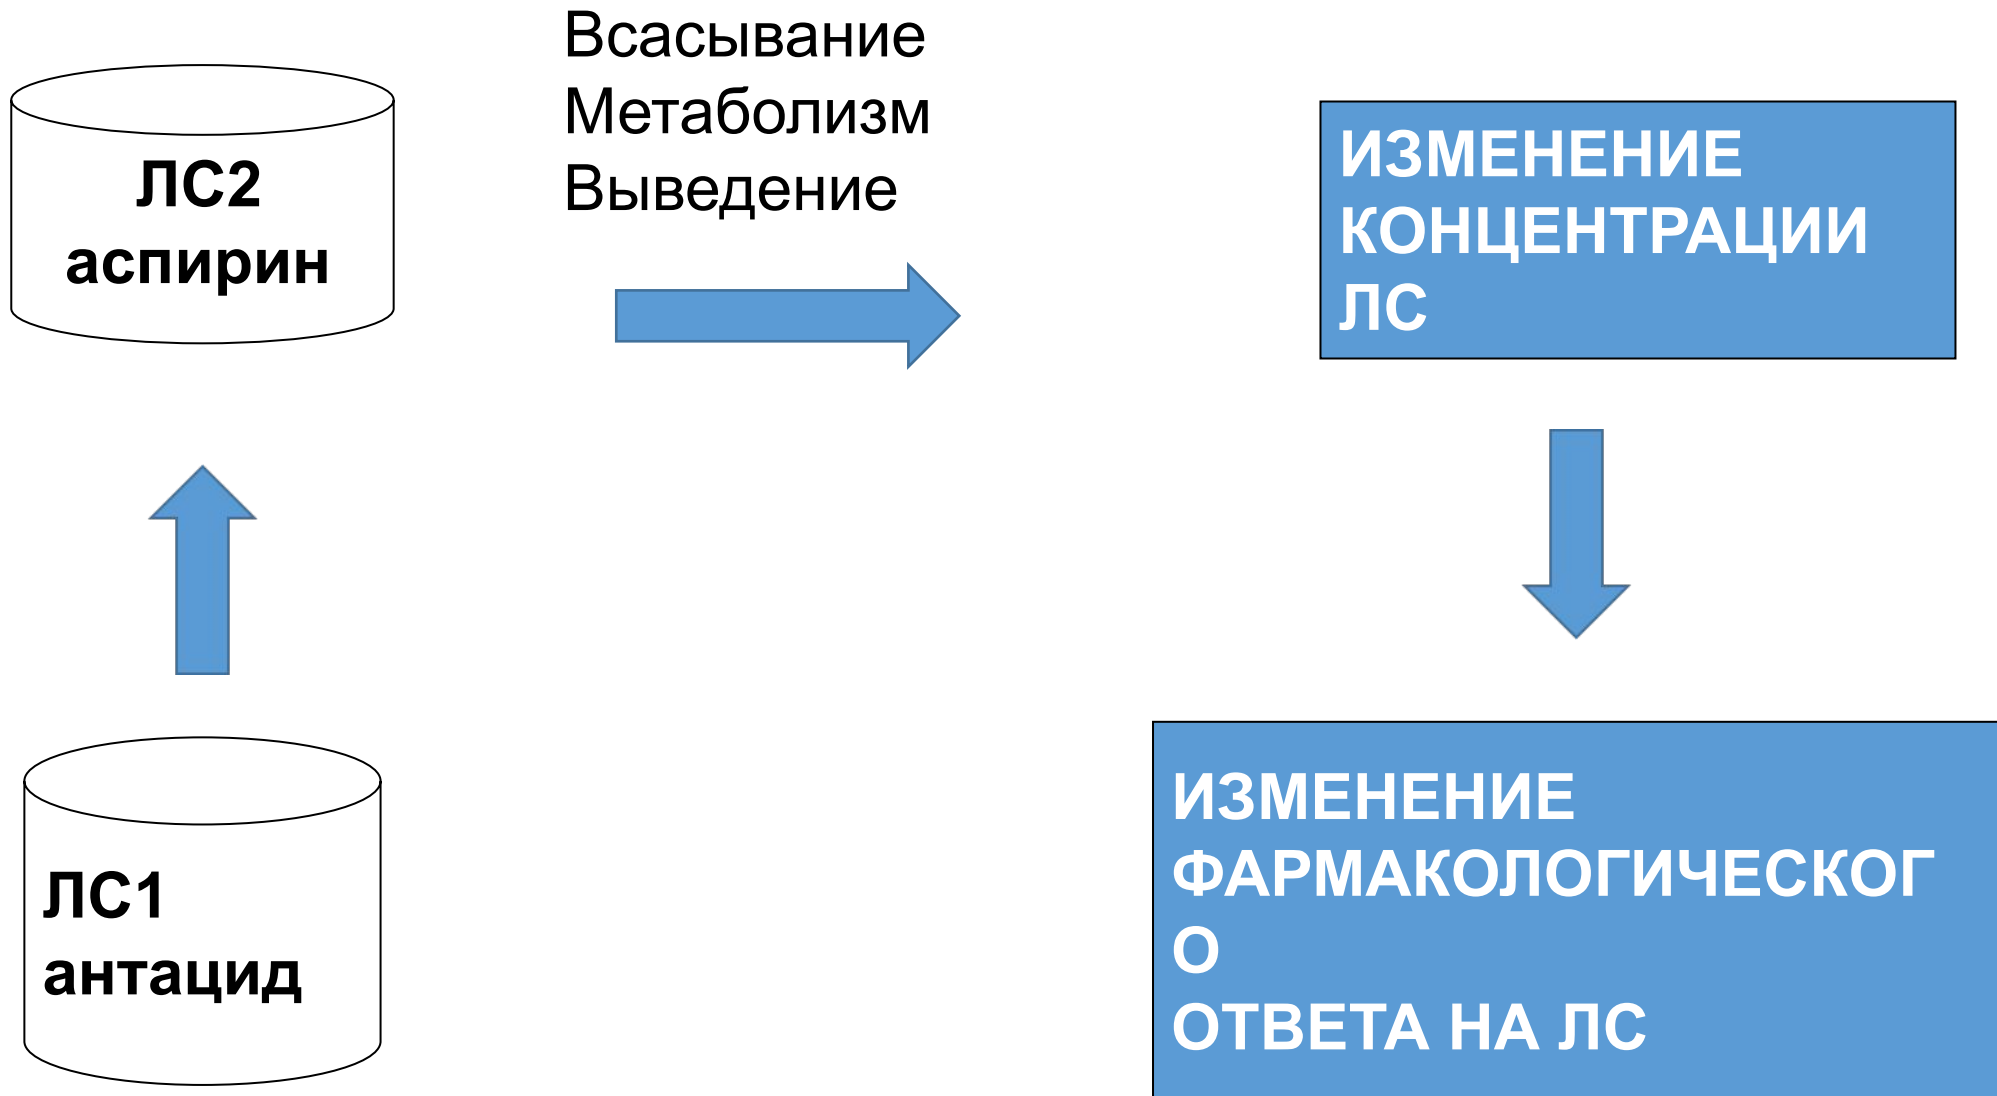 Всасывание
Метаболизм
Выведение
ЛС2
аспирин
ИЗМЕНЕНИЕ
КОНЦЕНТРАЦИИ
ЛС
ЛС1
антацид
ИЗМЕНЕНИЕ
ФАРМАКОЛОГИЧЕСКОГ
О
ОТВЕТА НА ЛС